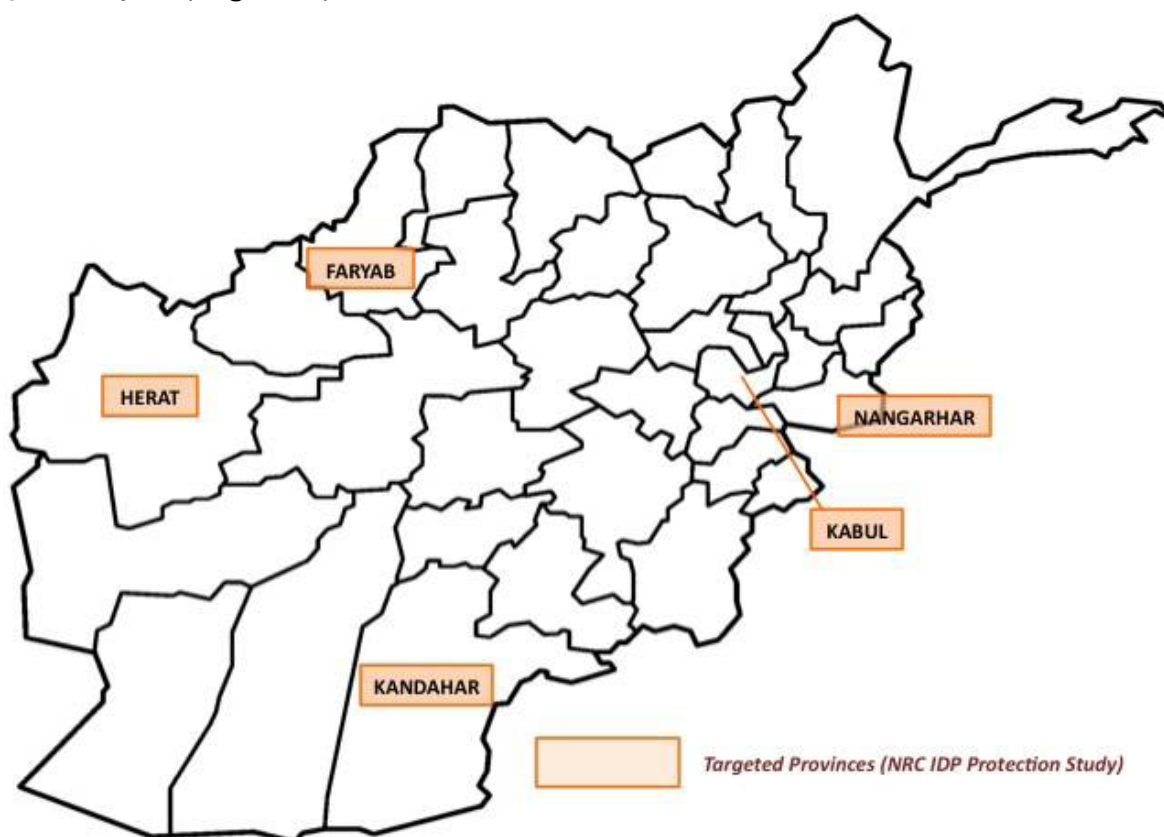 FARYAB
HERAT
NANGARHAR
KABUL
KANDAHAR
Targeted Provinces (NRC IDP Protection Study)